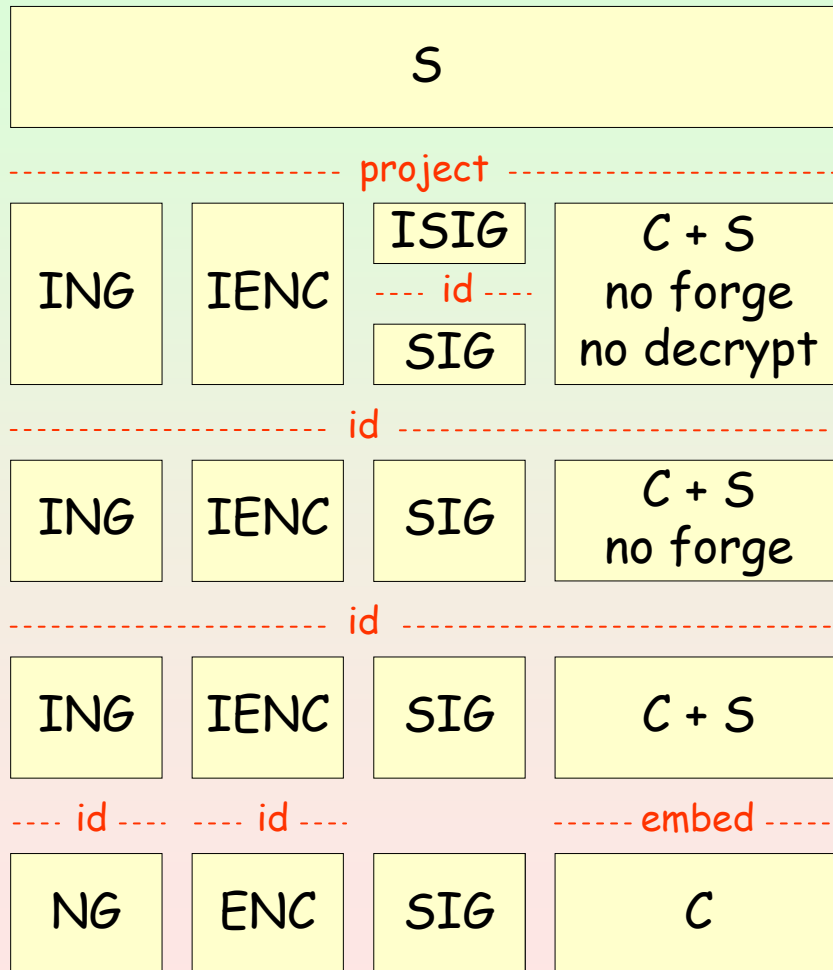 S
project
ING IENC ISIG C + S
id no forge
SIG no decrypt
id
ING IENC SIG C + S
no forge
id
ING IENC SIG C + S
id id embed
NG ENC SIG C